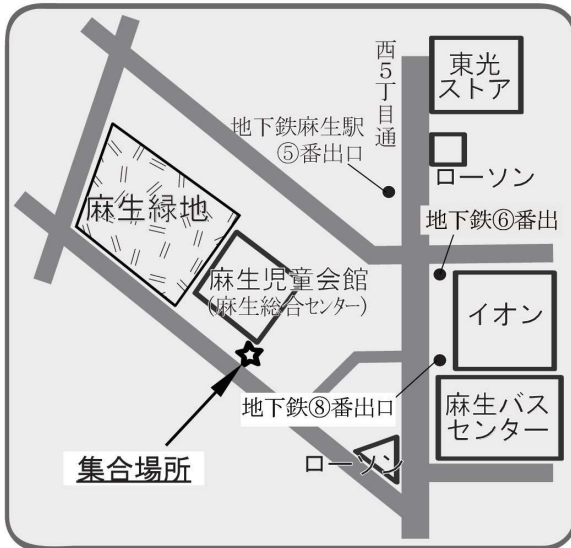 西5丁目通
東光
ストア
地下鉄麻生駅
⑤番出口
ローソン
地下鉄⑥番出
麻生緑地
麻生児童会館
(麻生総合センター)
イオン
地下鉄⑧番出口
麻生バス
センター
ローソン
集合場所